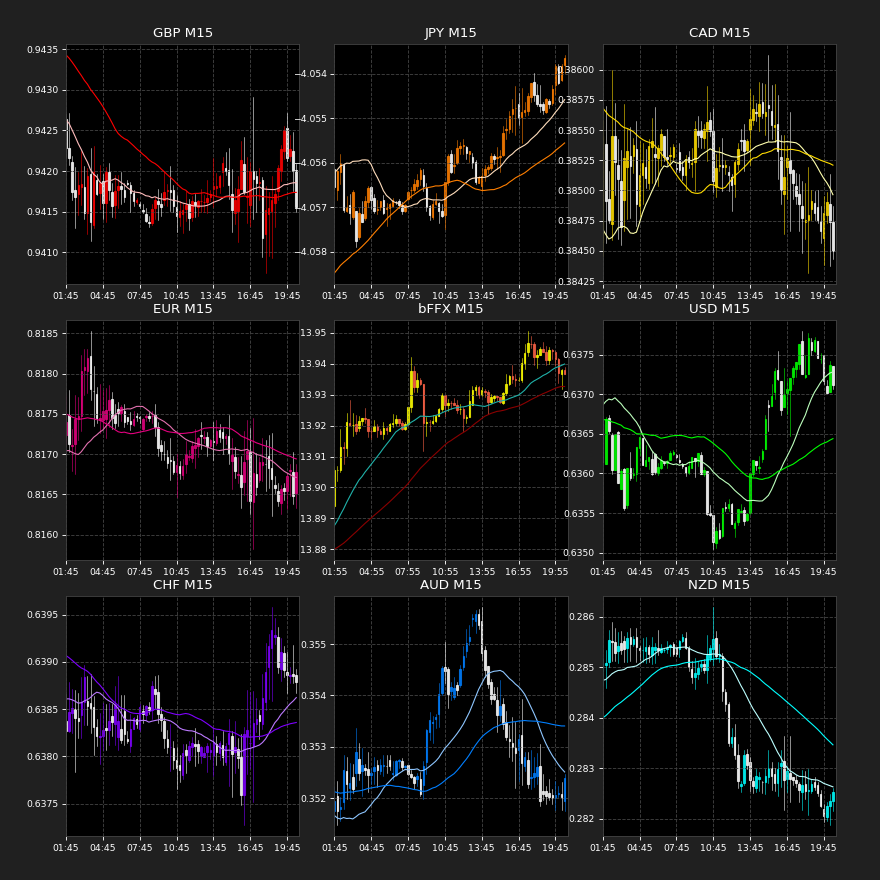 GBP M15
0.9435
0.9430
0.9425
0.9420
0.9415
0.9410
01:45 04:45 07:45 10:45 13:45 16:45 19:45
JPY M15
−4.054
−4.055
−4.056
−4.057
−4.058
01:45 04:45 07:45 10:45 13:45 16:45 19:45
CAD M15
0.38600
0.38575
0.38550
0.38525
0.38500
0.38475
0.38450
0.38425
01:45 04:45 07:45 10:45 13:45 16:45 19:45
EUR M15
0.8185
0.8180
0.8175
0.8170
0.8165
0.8160
01:45 04:45 07:45 10:45 13:45 16:45 19:45
bFFX M15
13.95
13.94
13.93
13.92
13.91
13.90
13.89
13.88
01:55 04:55 07:55 10:55 13:55 16:55 19:55
USD M15
0.6375
0.6370
0.6365
0.6360
0.6355
0.6350
01:45 04:45 07:45 10:45 13:45 16:45 19:45
CHF M15
0.6395
0.6390
0.6385
0.6380
0.6375
01:45 04:45 07:45 10:45 13:45 16:45 19:45
AUD M15
0.355
0.354
0.353
0.352
01:45 04:45 07:45 10:45 13:45 16:45 19:45
NZD M15
0.286
0.285
0.284
0.283
0.282
01:45 04:45 07:45 10:45 13:45 16:45 19:45